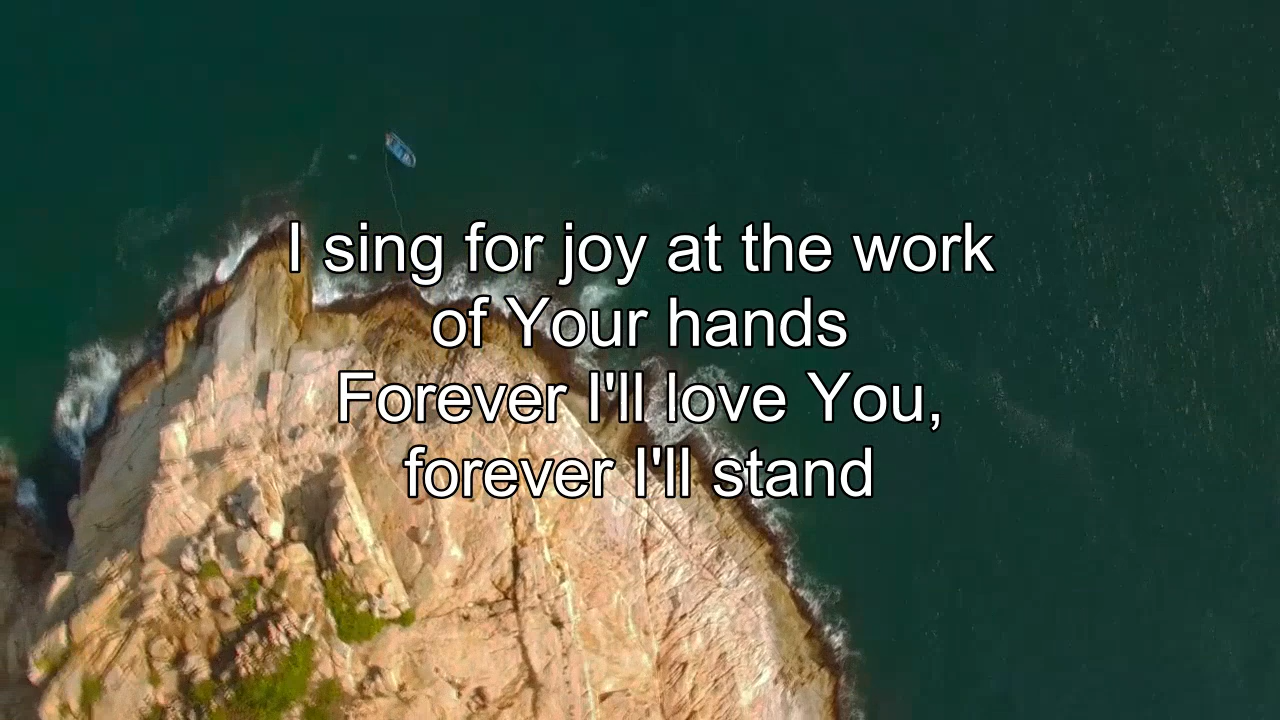 I sing for joy at the work
of Your hands
Forever I'll love You,
forever I'll stand